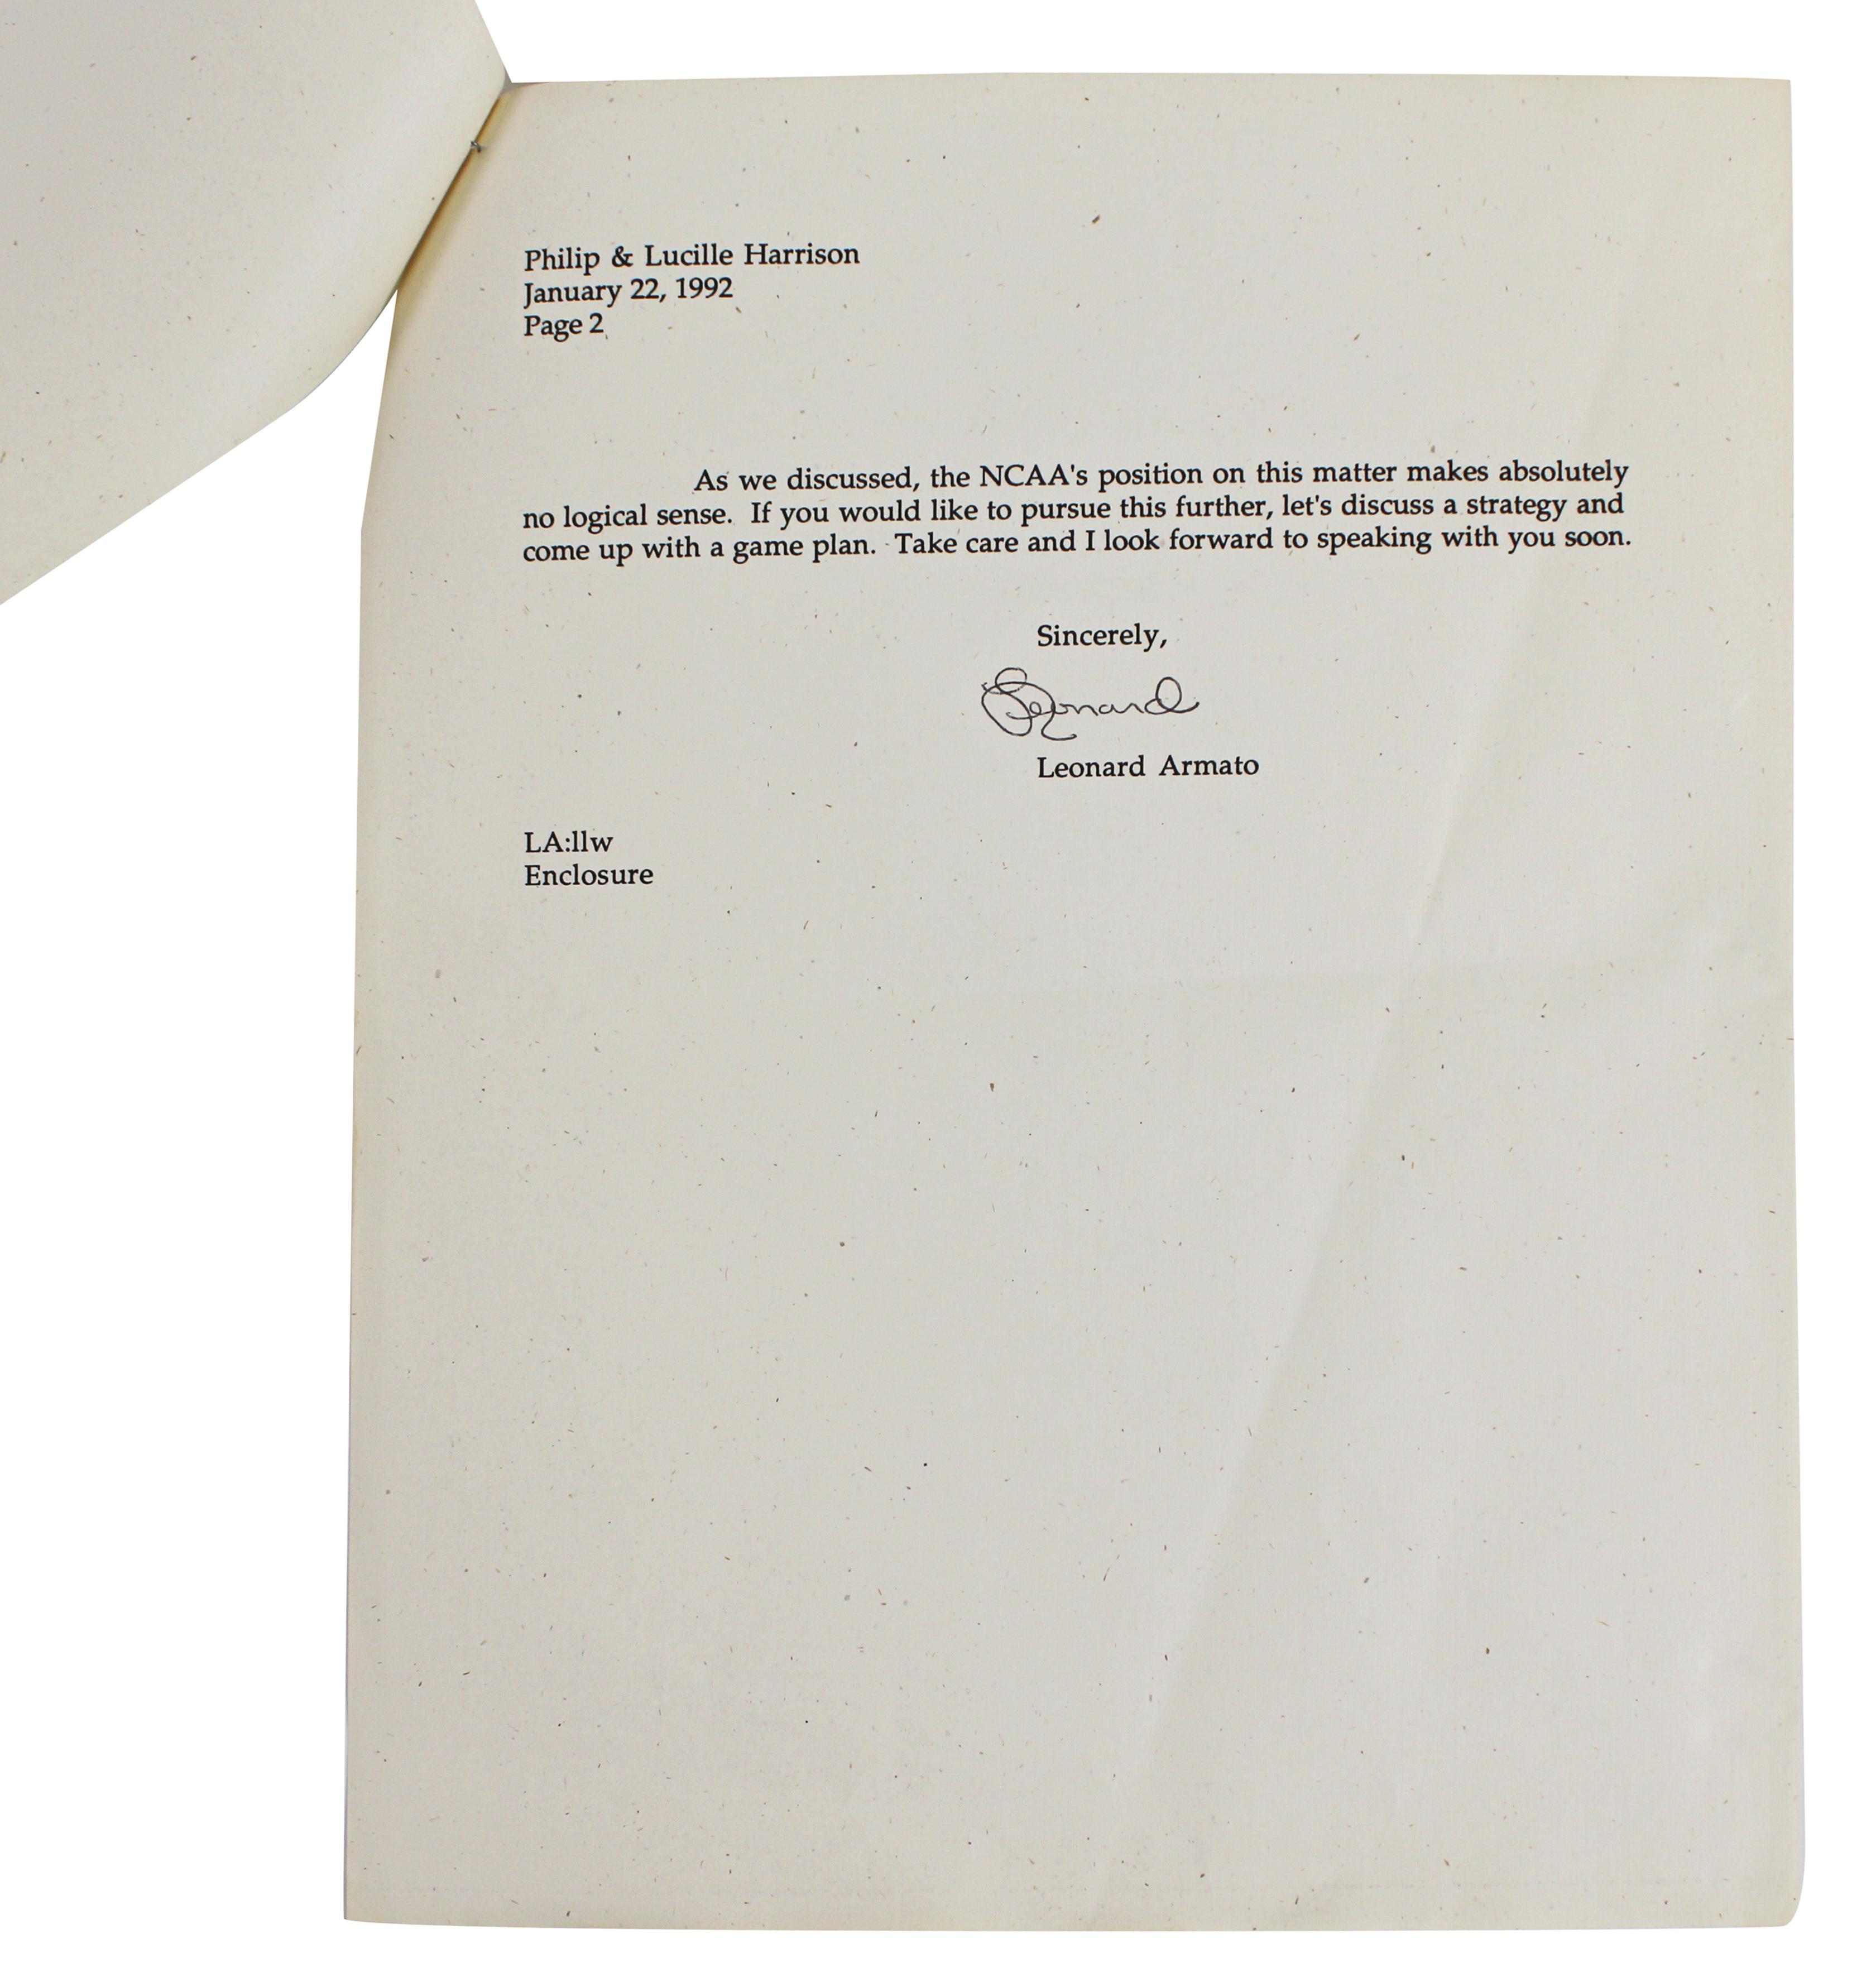 Philip & Lucille Harrison
January 22, 1992
Page 2
As we discussed, the NCAA's position on this matter makes absolutely
no logical sense. If you would like to pursue this further, let's discuss a strategy and
come up with a game plan. Take care and I look forward to speaking with you soon.
Sincerely,
Leonard
Leonard Armato
LA:llw
Enclosure